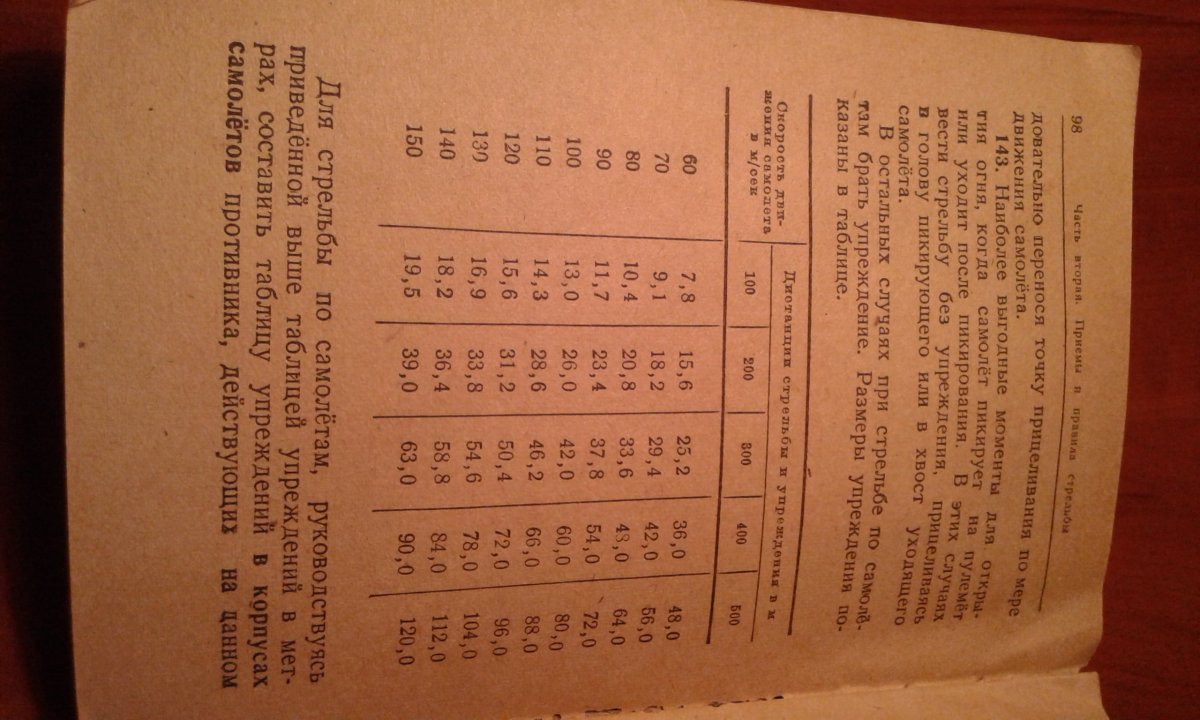 98 Часть вторая. Приемы и правила стрельбы
довательно перенося точку прицеливания по мере
движения самолёта.
143. Наиболее выгодные моменты для откры-
тия огня, когда самолёт пикирует на пулемёт
или уходит после пикирования. В этих случаях
вести стрельбу без упреждения, прицеливаясь
в голову пикирующего или в хвост уходящего
самолёта.
В остальных случаях при стрельбе по самолё-
там брать упреждение. Размеры упреждения по-
казаны в таблице.
Скорость дви-
жения самолета
в м/сек
Дистанции стрельбы и упреждения в м
100 200 300 400 500
60 7,8 15,6 25,2 36,0 48,0
70 9,1 18,2 29,4 42,0 56,0
80 10,4 20,8 33,6 48,0 64,0
90 11,7 23,4 37,8 54,0 72,0
100 13,0 26,0 42,0 60,0 80,0
110 14,3 28,6 46,2 66,0 88,0
120 15,6 31,2 50,4 72,0 96,0
130 16,9 33,8 54,6 78,0 104,0
140 18,2 36,4 58,8 84,0 112,0
150 19,5 39,0 63,0 90,0 120,0
Для стрельбы по самолётам, руководствуясь
приведённой выше таблицей упреждений в мет-
рах, составить таблицу упреждений в корпусах
самолётов противника, действующих на данном